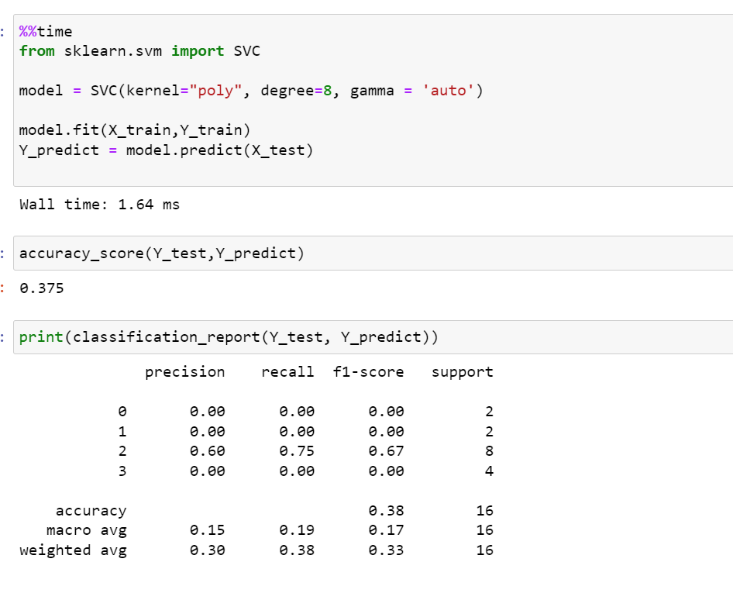 : %%time
from sklearn.svm import SVC
model = SVC(kernel="poly", degree=8, gamma = 'auto')
model.fit(X_train,Y_train)
Y_predict = model.predict(X_test)
Wall time: 1.64 ms
: accuracy_score(Y_test,Y_predict)
: 0.375
: print(classification_report(Y_test, Y_predict))
precision recall f1-score support
0 0.00 0.00 0.00 2
1 0.00 0.00 0.00 2
2 0.60 0.75 0.67 8
3 0.00 0.00 0.00 4
accuracy 0.38 16
macro avg 0.15 0.19 0.17 16
weighted avg 0.30 0.38 0.33 16